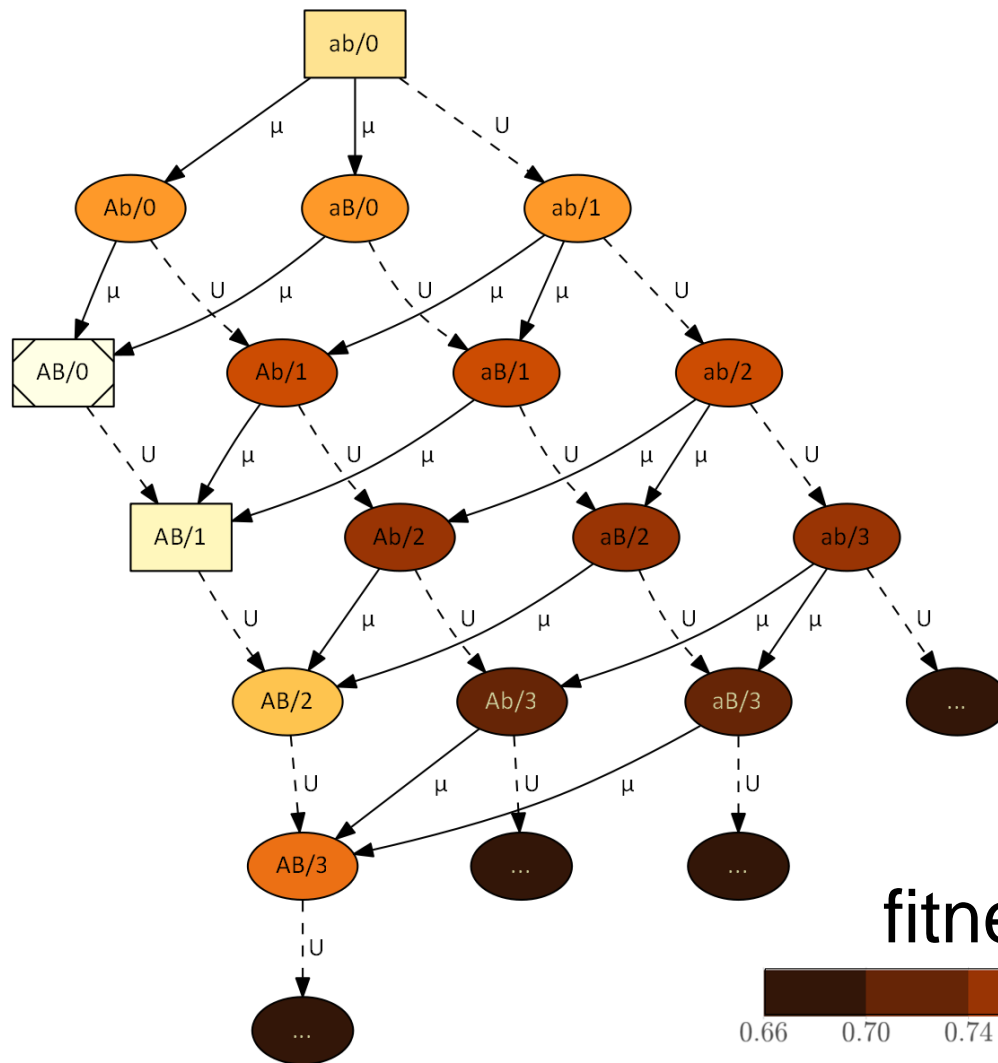 ab/0
μ μ U
Ab/0 aB/0 ab/1
μ U μ U μ μ U
AB/0 Ab/1 aB/1 ab/2
U μ U μ U μ μ U
AB/1 Ab/2 aB/2 ab/3
U μ U μ U μ μ U
AB/2 Ab/3 aB/3 ...
U μ U μ U
AB/3 ... ...
fitne
U
...
0.66 0.70 0.74